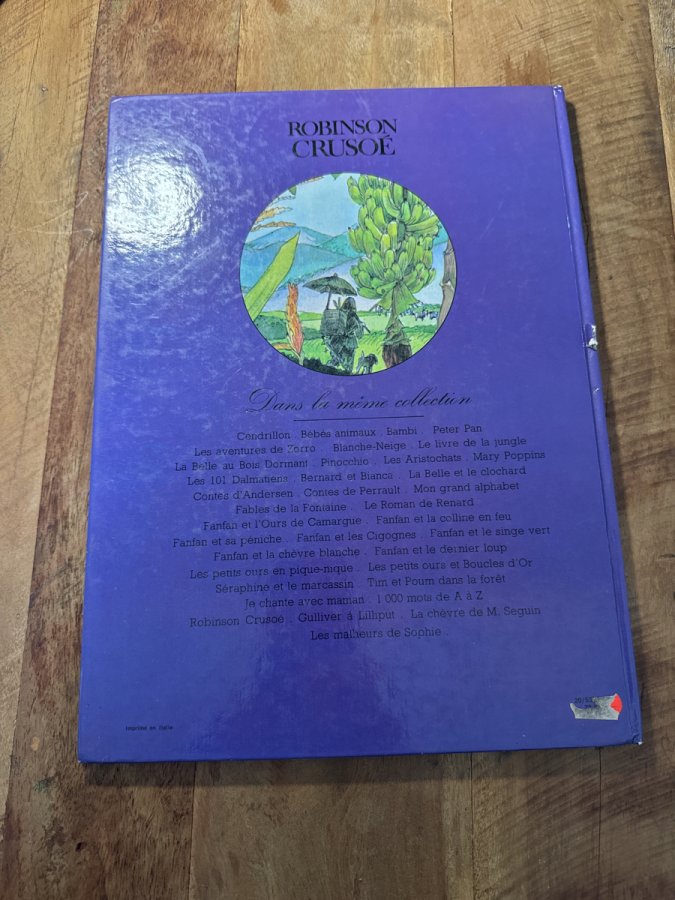 ROBINSON
CRUSOÉ
Dans la même collection
Cendrillon . Bébés animaux . Bambi . Peter Pan
Les aventures de Zorro . Blanche-Neige . Le livre de la jungle
La Belle au Bois Dormant . Pinocchio . Les Aristochats . Mary Poppins
Les 101 Dalmatiens . Bernard et Bianca . La Belle et le clochard
Contes d'Andersen . Contes de Perrault . Mon grand alphabet
Fables de la Fontaine . Le Roman de Renard
Fanfan et l'Ours de Camargue . Fanfan et la colline en feu
Fanfan et sa péniche . Fanfan et les Cigognes . Fanfan et le singe vert
Fanfan et la chèvre blanche . Fanfan et le dernier loup
Les petits ours en pique-nique . Les petits ours et Boucles d'Or
Séraphine et le marcassin . Tim et Poum dans la forêt
Je chante avec maman . 1 000 mots de A à Z
Robinson Crusoé . Gulliver à Lilliput . La chèvre de M. Seguin
Les malheurs de Sophie .
Imprimé en Italie